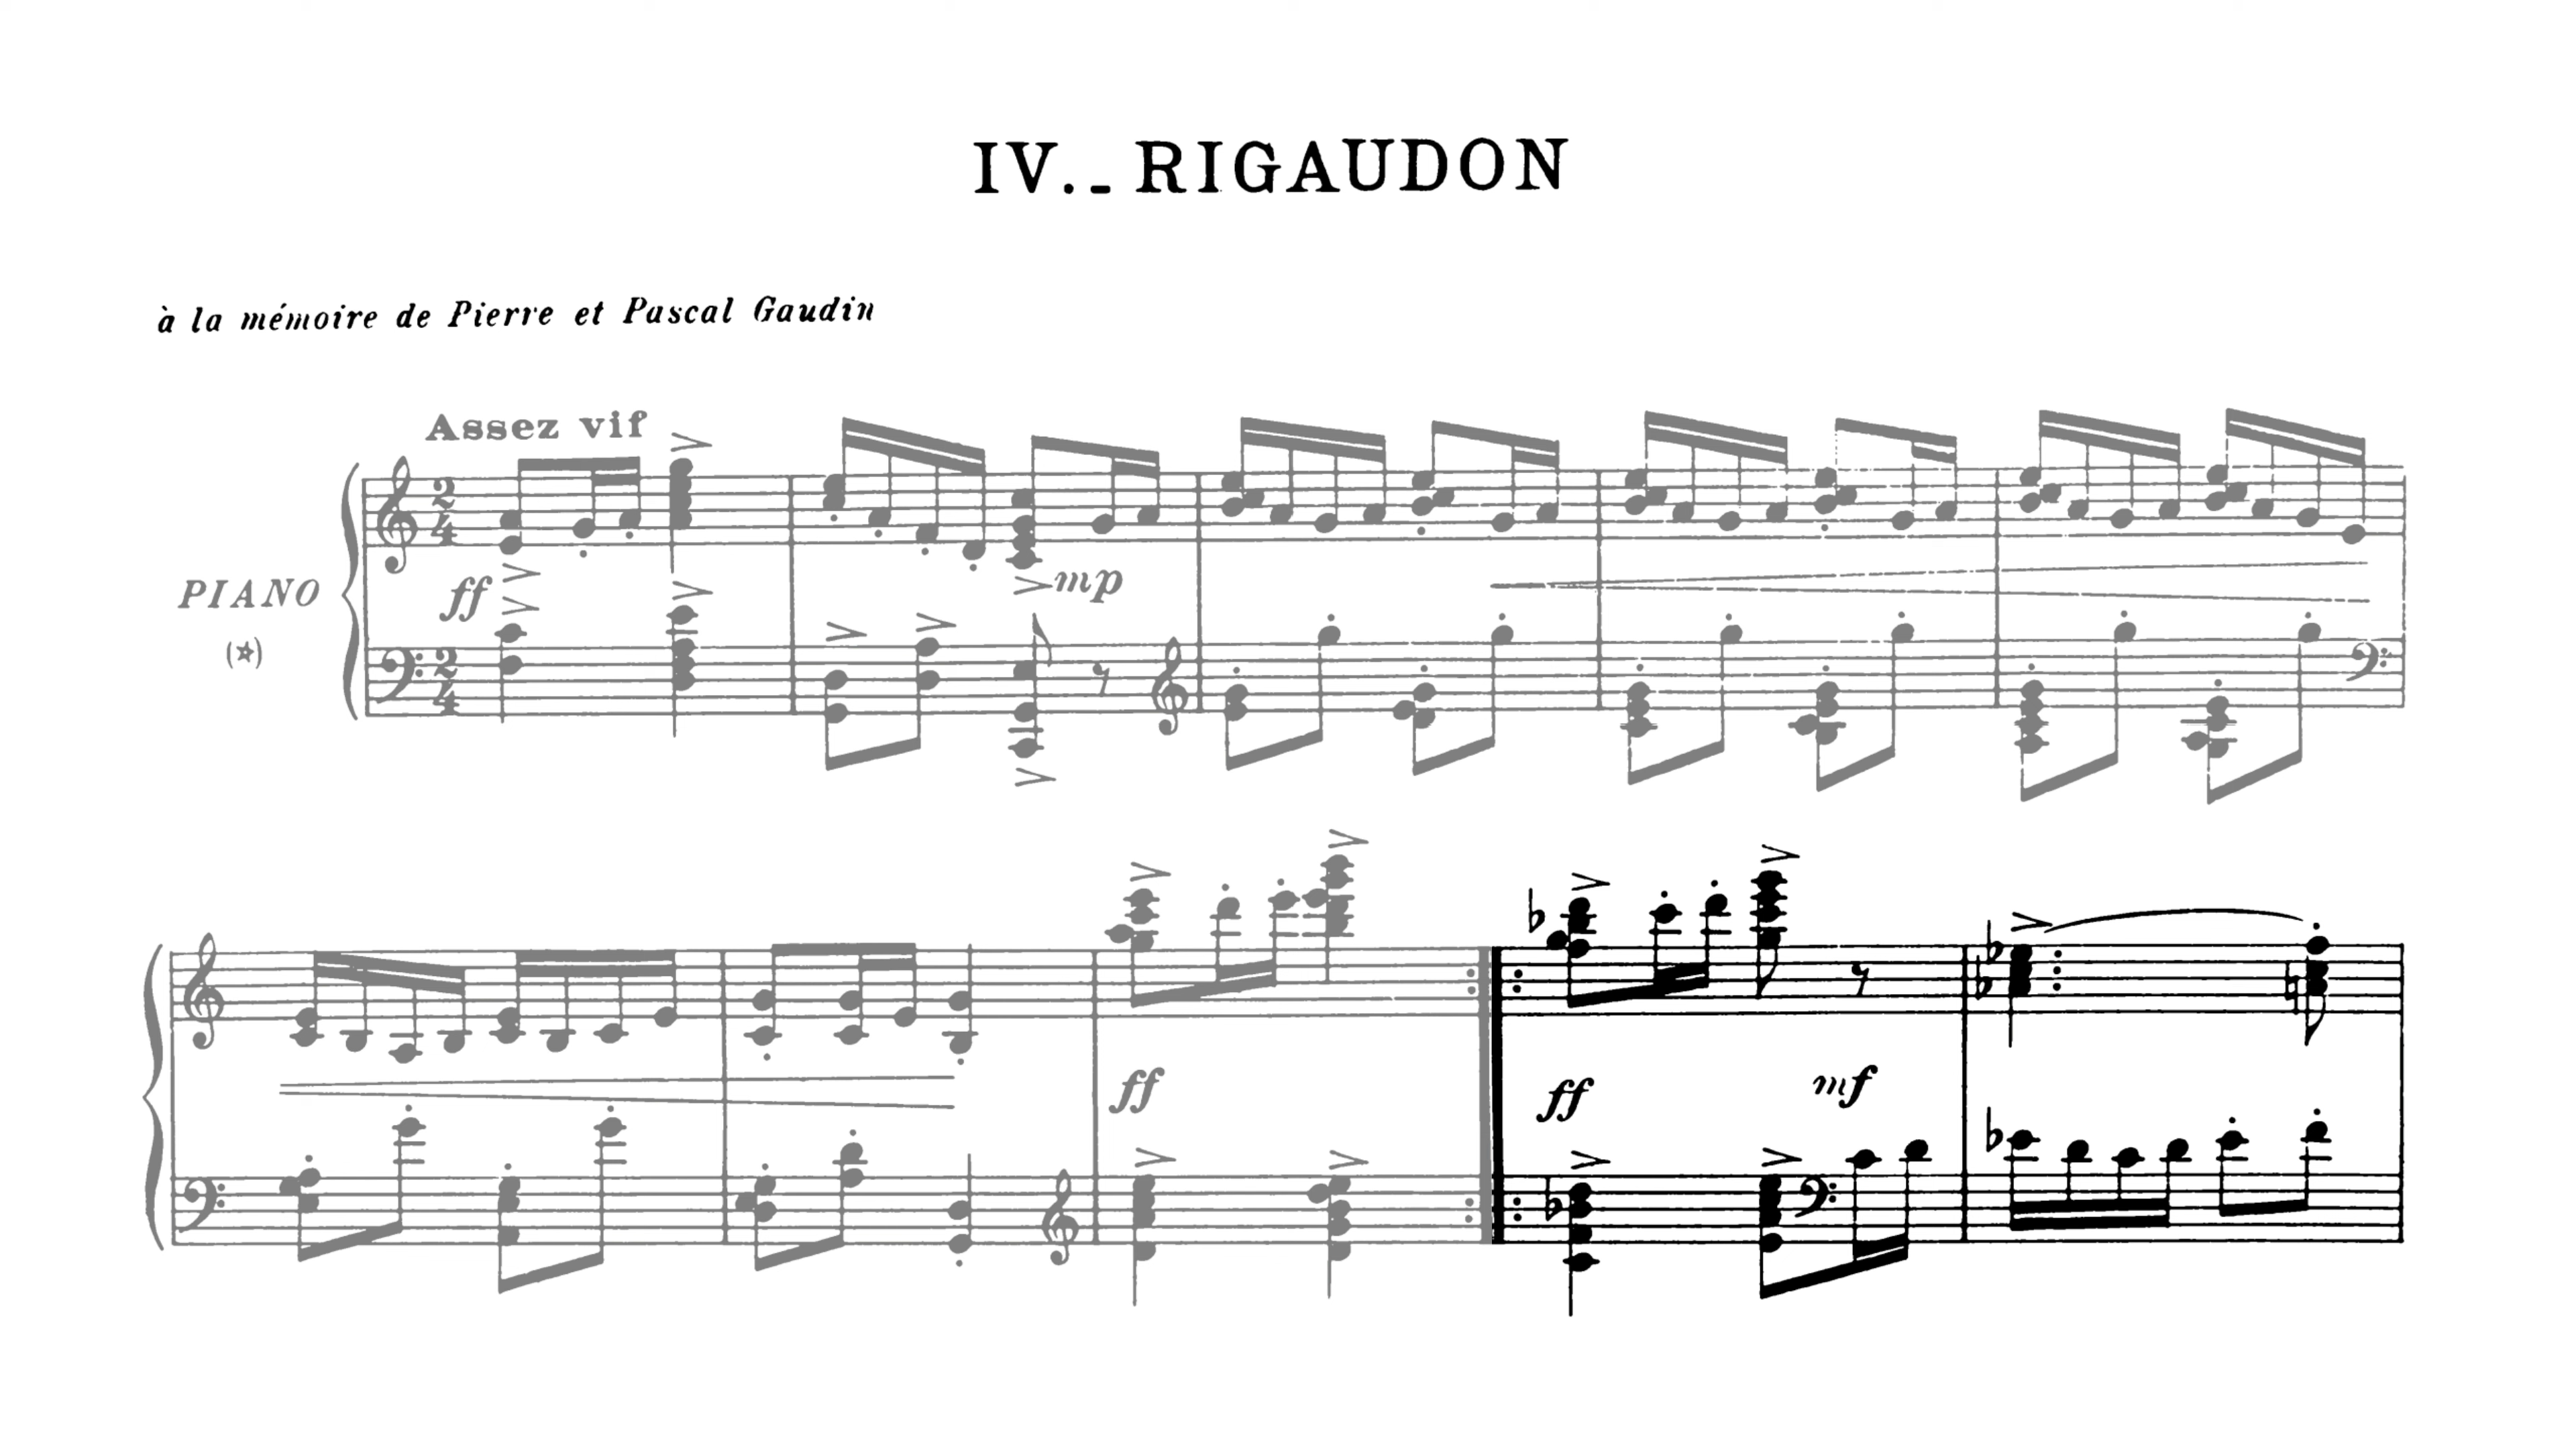 IV._ RIGAUDON
à la mémoire de Pierre et Pascal Gaudin
Assez vif
PIANO
(*)
ff
mp
ff
ff
mf